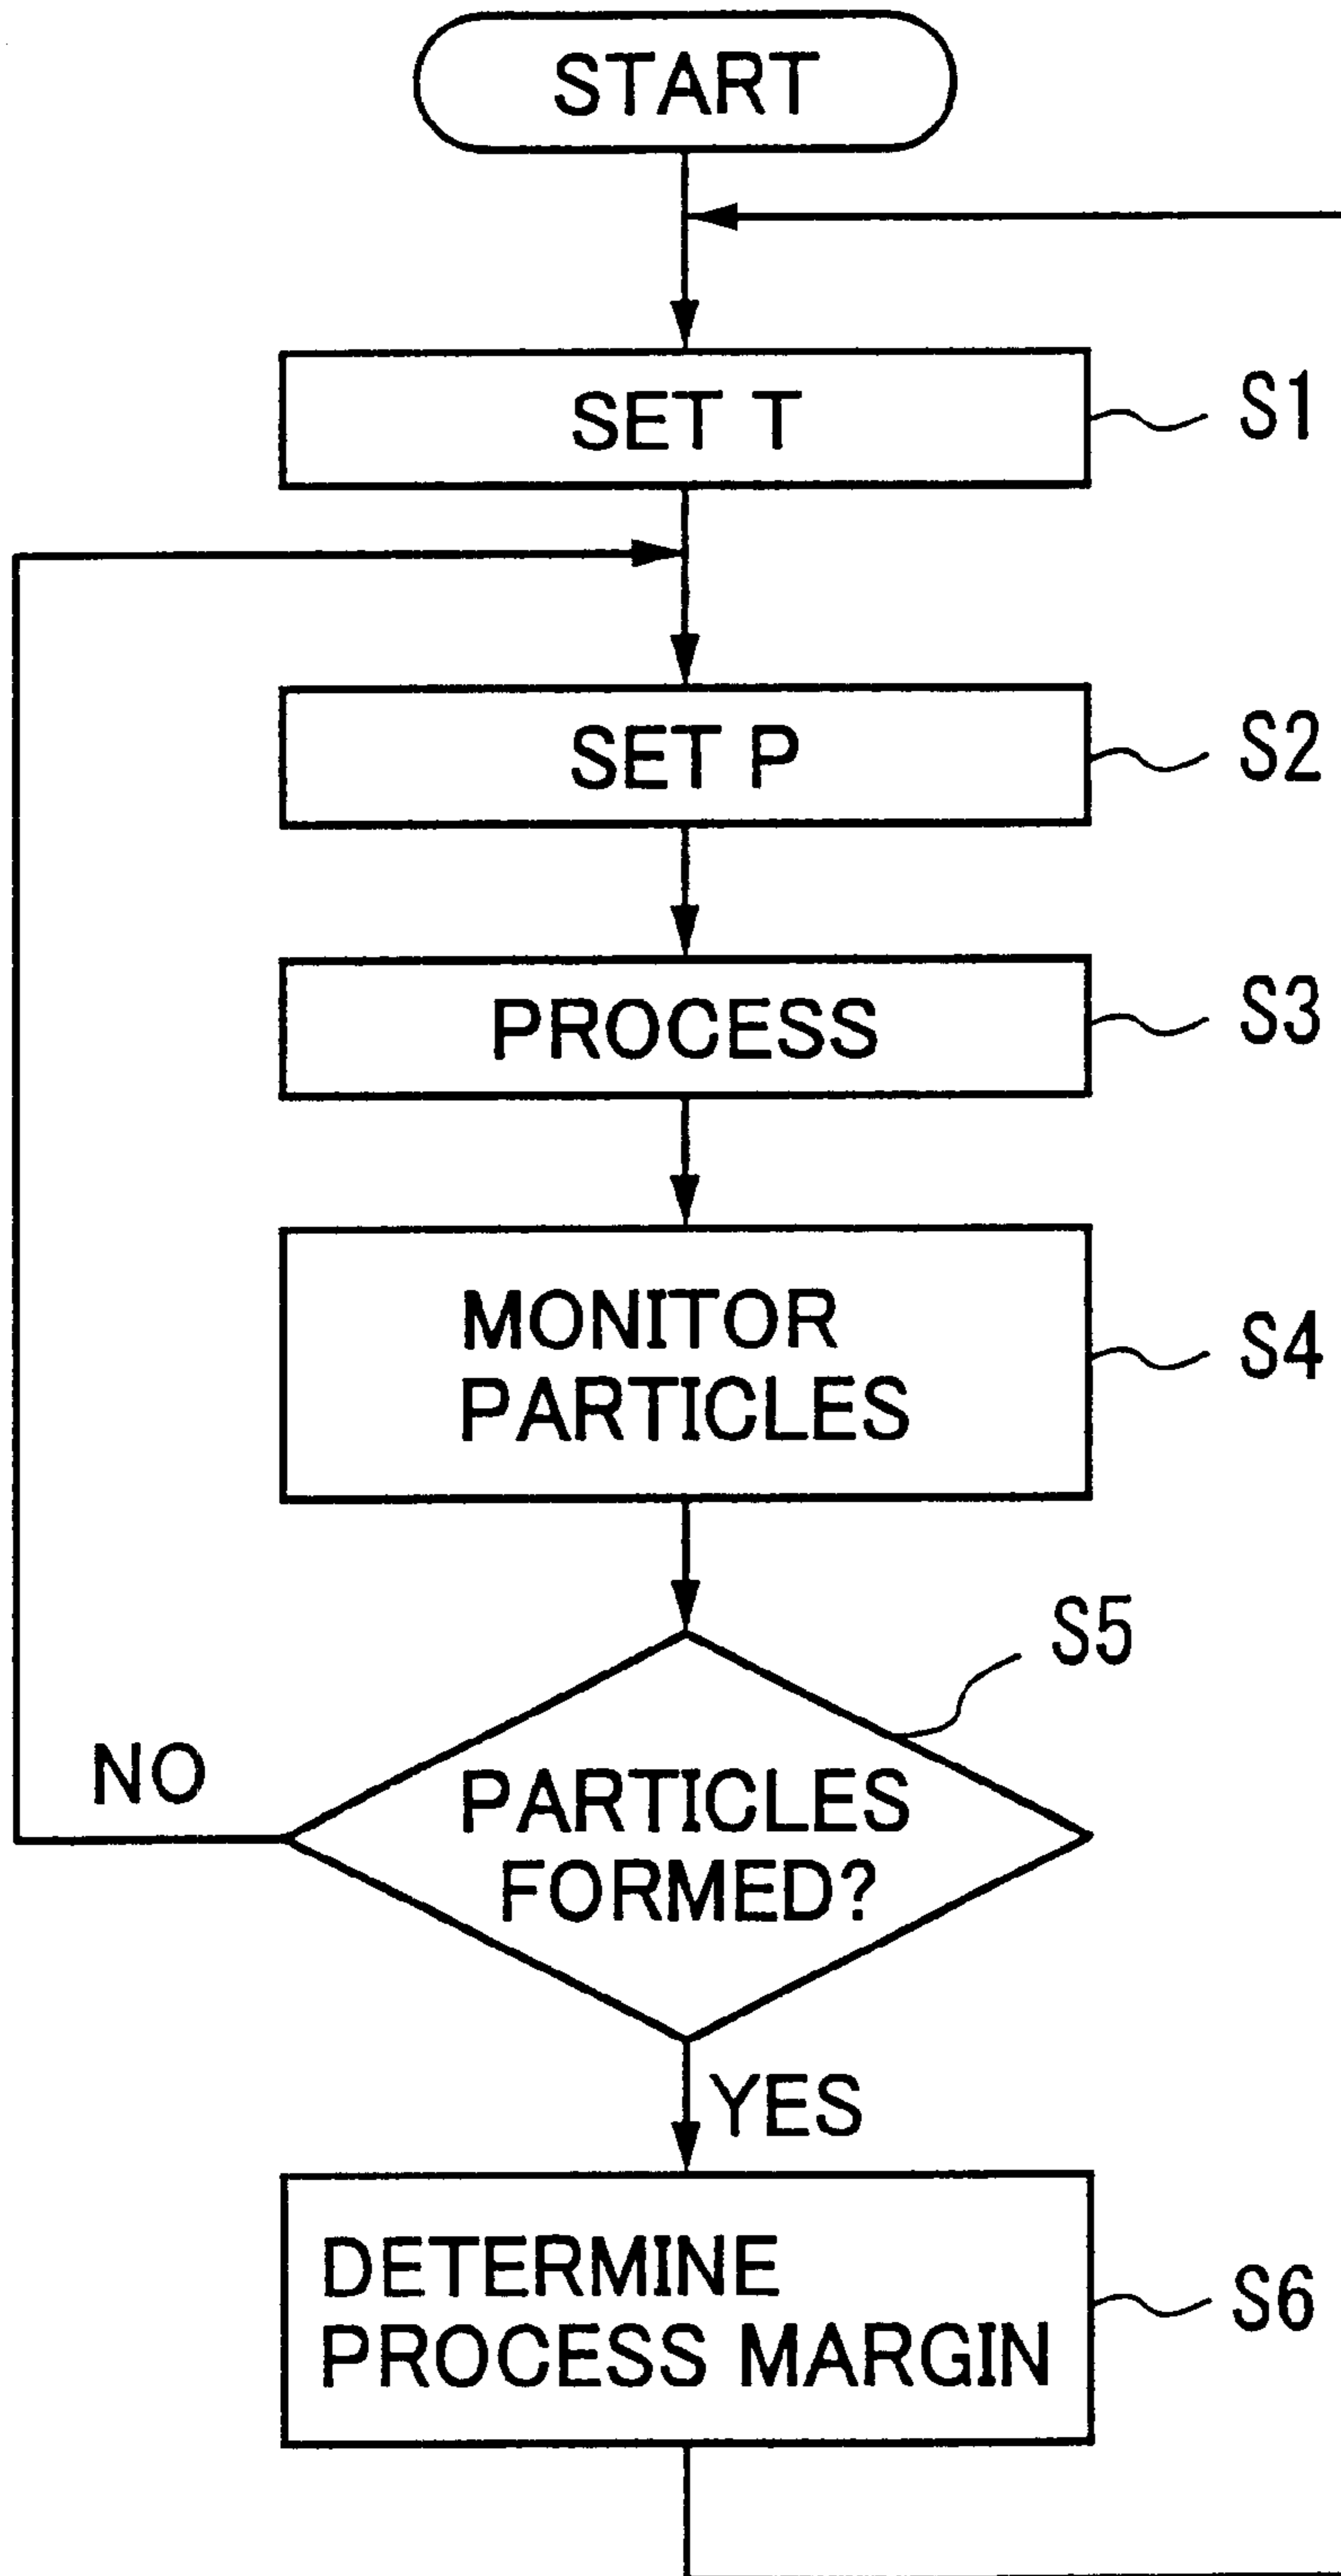 START
SET T
S1
SET P
S2
PROCESS
S3
MONITOR
PARTICLES
S4
S5
NO
PARTICLES
FORMED?
YES
DETERMINE
PROCESS MARGIN
S6